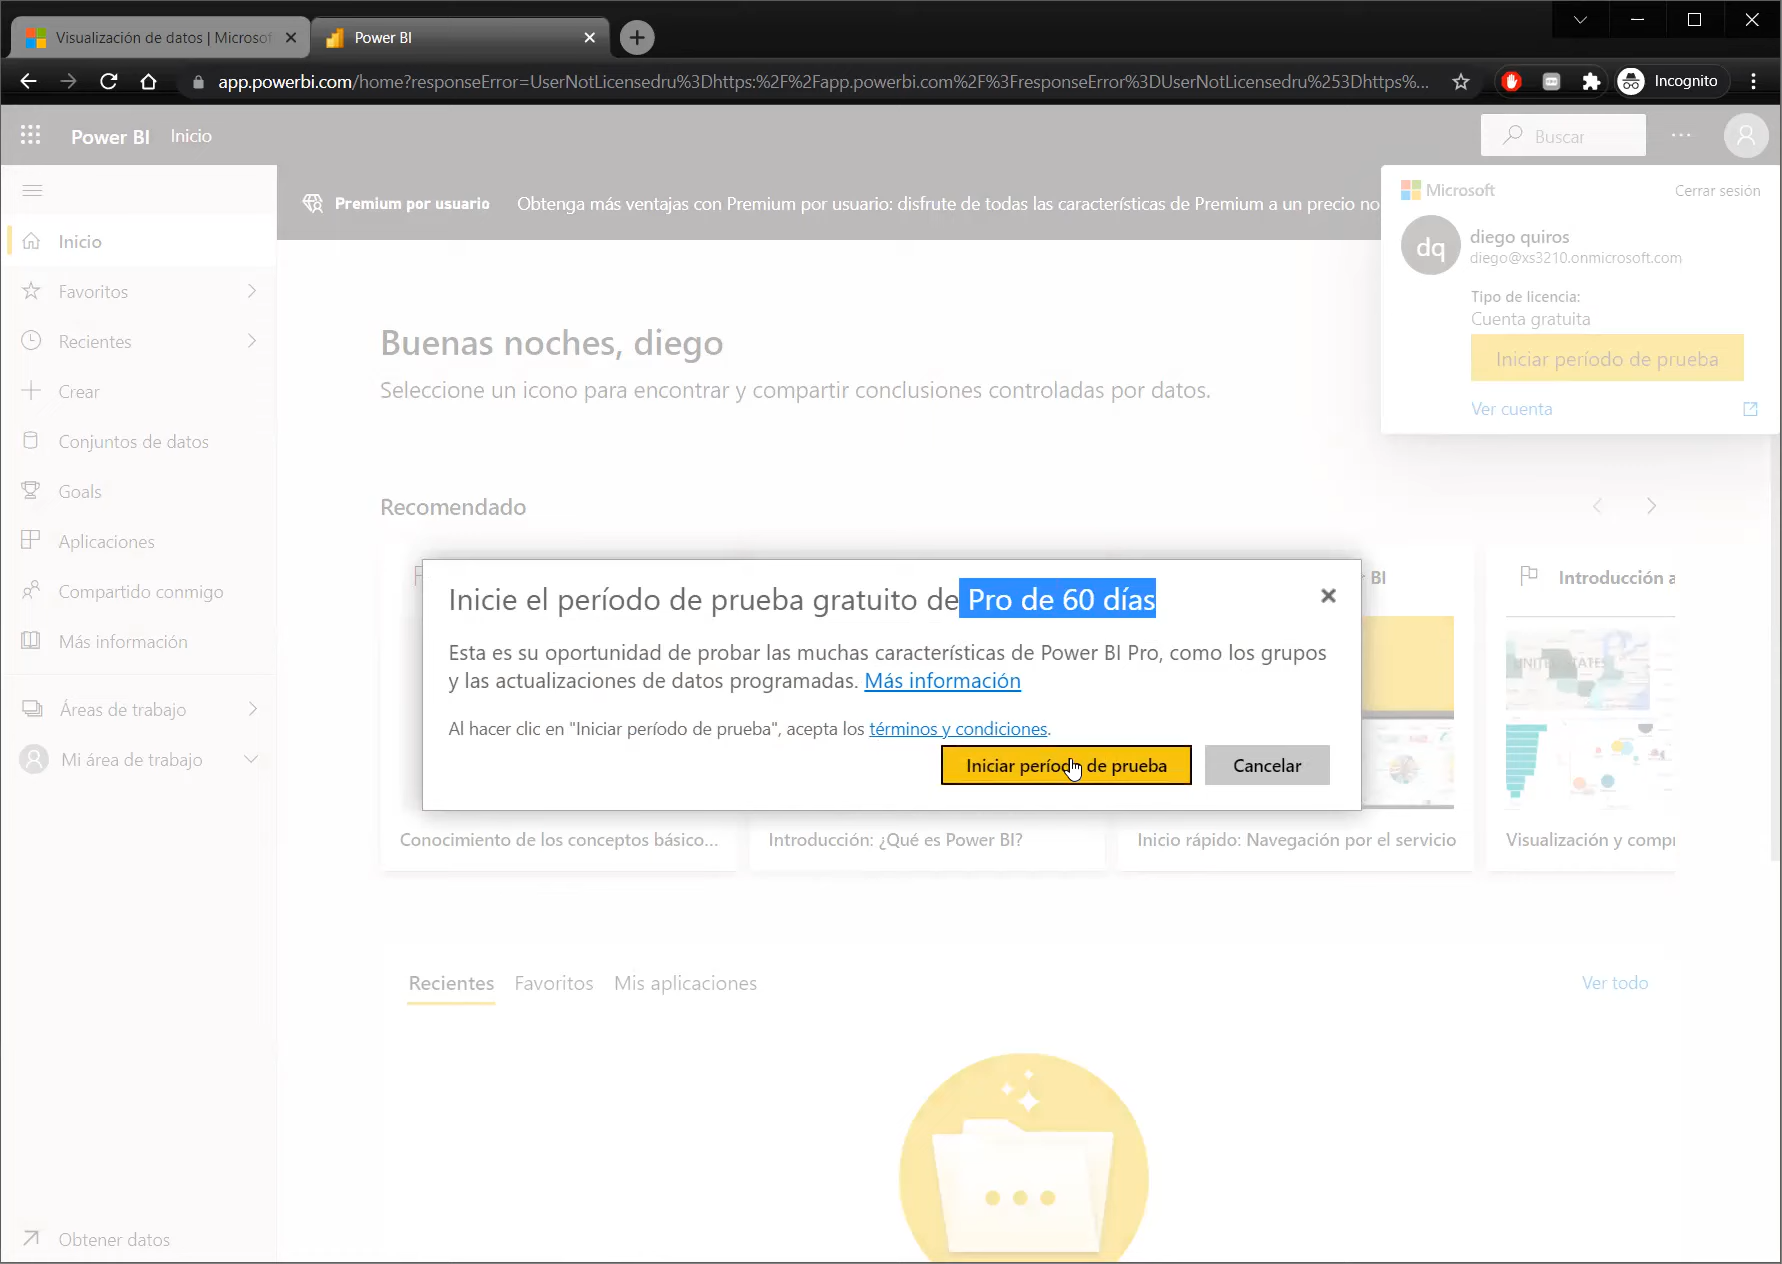 Visualización de datos | Microsof
Power BI
app.powerbi.com/home?responseError=UserNotLicensedru%3Dhttps:%2F%2Fapp.powerbi.com%2F%3FresponseError%3DUserNotLicensedru%253Dhttps%...
Incognito
Power BI Inicio
Buscar
Premium por usuario Obtenga más ventajas con Premium por usuario: disfrute de todas las características de Premium a un precio no
Microsoft Cerrar sesión
dq
diego quiros
diego@xs3210.onmicrosoft.com
Tipo de licencia:
Cuenta gratuita
Iniciar período de prueba
Ver cuenta
Inicio
Favoritos
Recientes
Crear
Conjuntos de datos
Goals
Aplicaciones
Compartido conmigo
Más información
Áreas de trabajo
Mi área de trabajo
Obtener datos
Buenas noches, diego
Seleccione un icono para encontrar y compartir conclusiones controladas por datos.
Recomendado
BI
Introducción a
Inicie el período de prueba gratuito de Pro de 60 días
Esta es su oportunidad de probar las muchas características de Power BI Pro, como los grupos
y las actualizaciones de datos programadas. Más información
Al hacer clic en "Iniciar período de prueba", acepta los términos y condiciones.
Iniciar período de prueba
Cancelar
UNITED STATES
Conocimiento de los conceptos básico...
Introducción: ¿Qué es Power BI?
Inicio rápido: Navegación por el servicio
Visualización y compr
Recientes Favoritos Mis aplicaciones
Ver todo